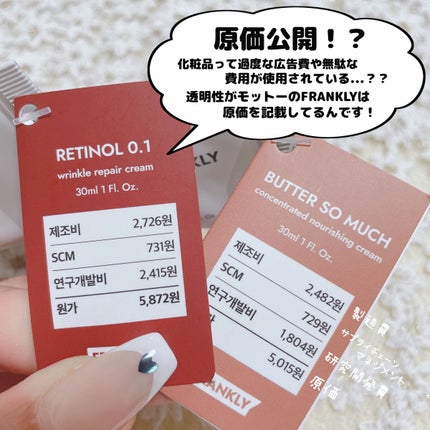 原価公開！？
化粧品って過度な広告費や無駄な
費用が使用されている...？？
透明性がモットーのFRANKLYは
原価を記載してるんです！
RETINOL 0.1
wrinkle repair cream
30ml 1 Fl. Oz.
제조비 2,726원
SCM 731원
연구개발비 2,415원
원가 5,872원
BUTTER SO MUCH
concentrated nourishing cream
30ml 1 Fl. Oz.
제조비 2,482원
SCM 729원
연구개발비 1,804원
원가 5,015원
製造費
サプライチェーン
マネジメント
研究開発費
原価
FRANKLY